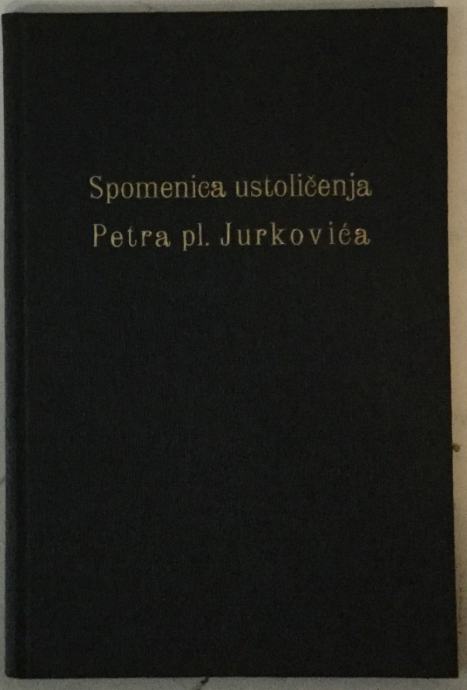 Spomenica ustoličenja
Petra pl. Jurkovića